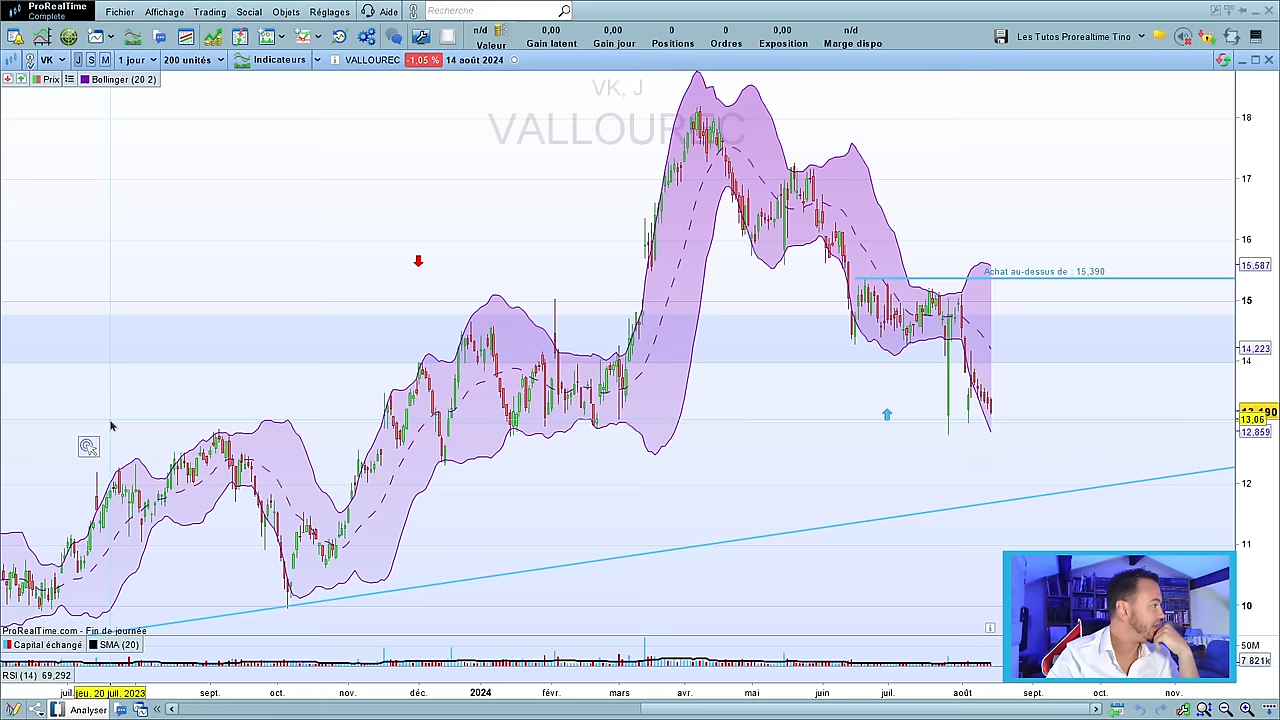 ProRealTime
Complete
Fichier Affichage Trading Social Objets Réglages Aide
Recherche
n/d 0,00 0,00 0 0 0,00 n/d
Valeur Gain latent Gain jour Positions Ordres Exposition Marge dispo
Les Tutos Prorealtime Tino
VK J S M 1 jour 200 unités Indicateurs VALLOUREC -1,05 % 14 août 2024
Prix Bollinger (20 2)
VK, J
VALLOUREC
18
17
16
15,587
Achat au-dessus de : 15,390
15
14,223
14
13,06
12,859
12
11
10
ProRealTime.com - Fin de journée
Capital échangé SMA (20)
50M
7 821k
RSI (14) 69,292
juil. jeu. 20 juil. 2023 sept. oct. nov. déc. 2024 févr. mars avr. mai juin juil. août sept. oct. nov.
Analyser